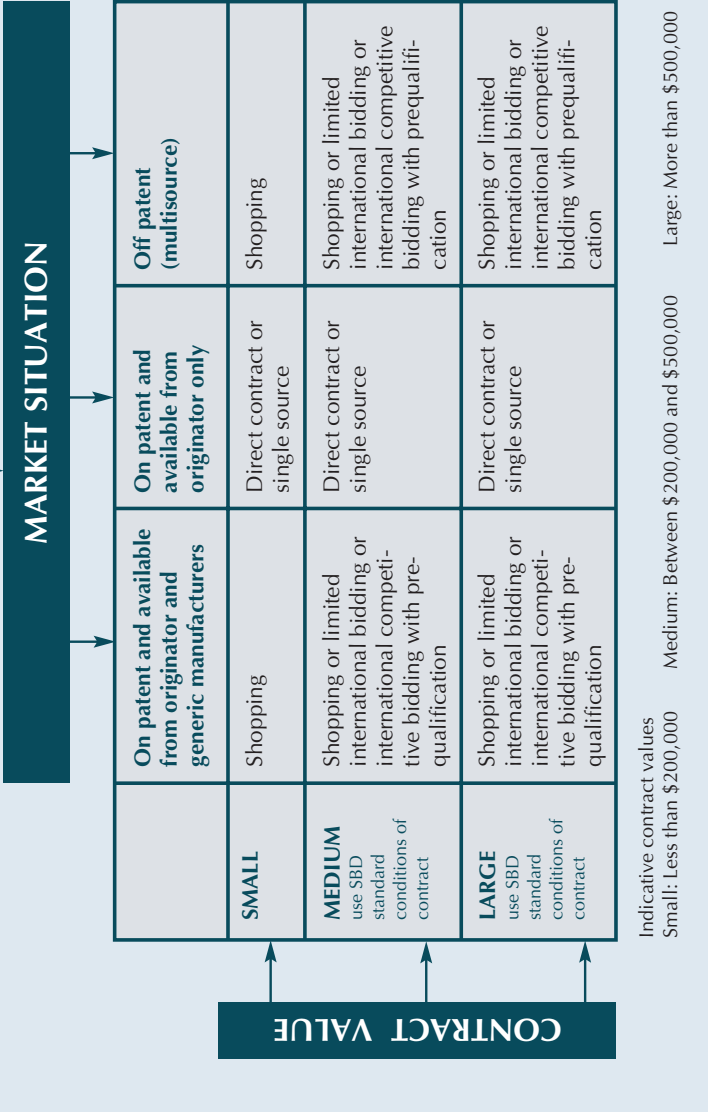 MARKET SITUATION
On patent and available
from originator and
generic manufacturers
On patent and
available from
originator only
Off patent
(multisource)
CONTRACT VALUE
SMALL
Shopping
Direct contract or
single source
Shopping
MEDIUM
use SBD
standard
conditions of
contract
Shopping or limited
international bidding or
international competi-
tive bidding with pre-
qualification
Direct contract or
single source
Shopping or limited
international bidding or
international competitive
bidding with prequalifi-
cation
LARGE
use SBD
standard
conditions of
contract
Shopping or limited
international bidding or
international competi-
tive bidding with pre-
qualification
Direct contract or
single source
Shopping or limited
international bidding or
international competitive
bidding with prequalifi-
cation
Indicative contract values
Small: Less than $200,000 Medium: Between $200,000 and $500,000 Large: More than $500,000